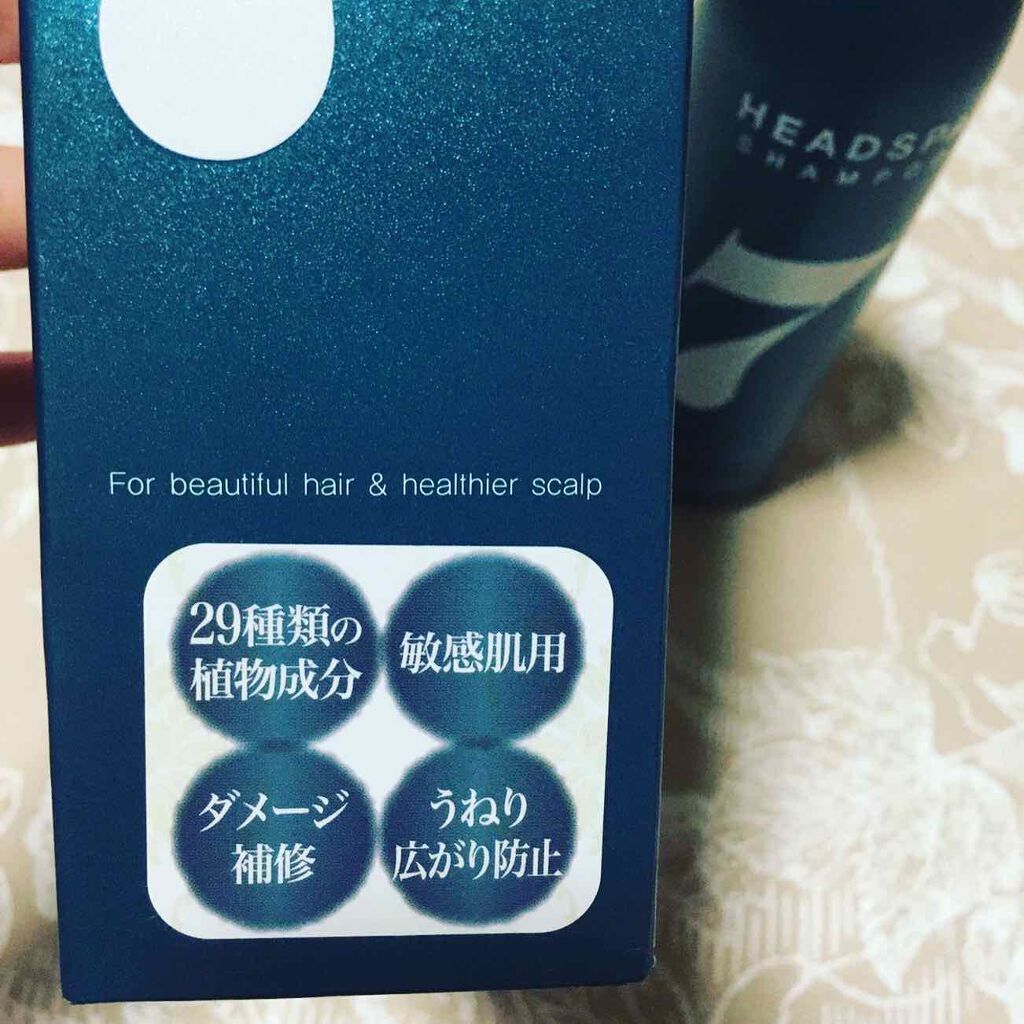 HEADSP
SHAMPO
7
For beautiful hair & healthier scalp
29種類の
植物成分
敏感肌用
ダメージ
補修
うねり
広がり防止